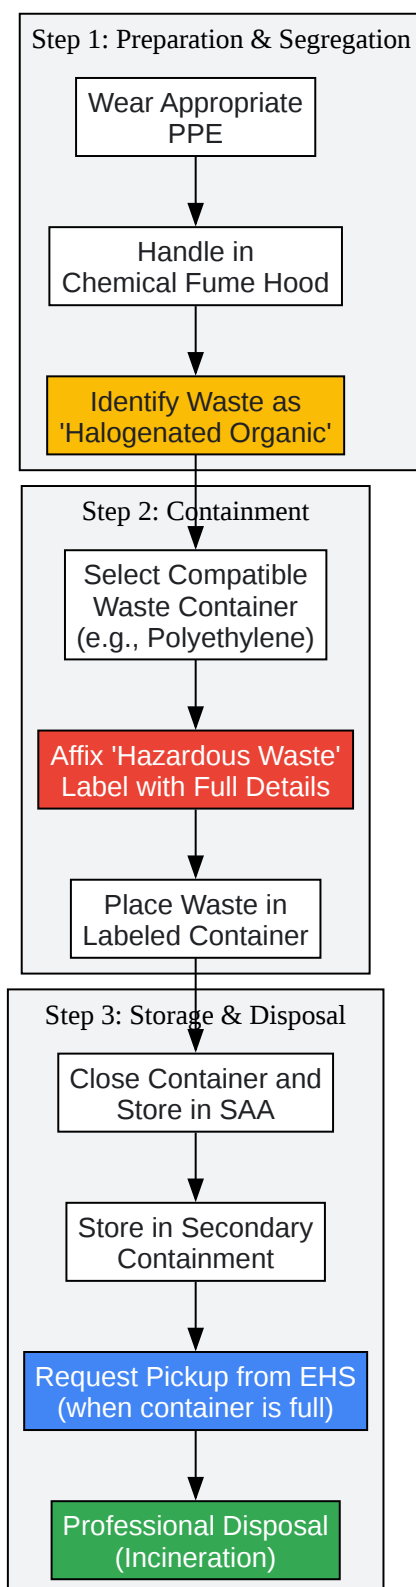 Step 1: Preparation & Segregation
Wear Appropriate
PPE
Handle in
Chemical Fume Hood
Identify Waste as
'Halogenated Organic'
Step 2: Containment
Select Compatible
Waste Container
(e.g., Polyethylene)
Affix 'Hazardous Waste'
Label with Full Details
Place Waste in
Labeled Container
Step 3: Storage & Disposal
Close Container and
Store in SAA
Store in Secondary
Containment
Request Pickup from EHS
(when container is full)
Professional Disposal
(Incineration)